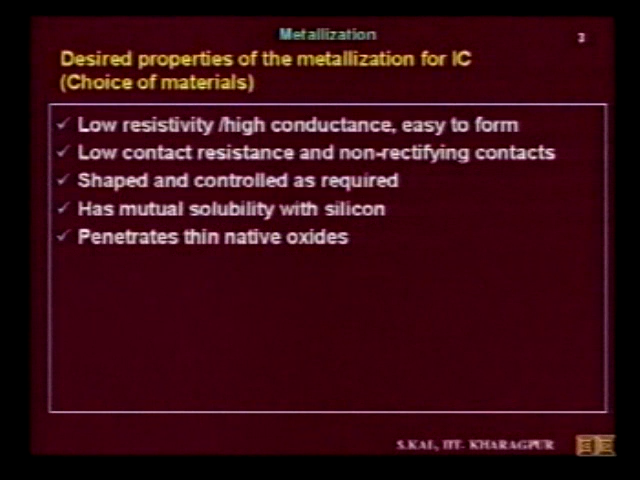 Metallization
3
Desired properties of the metallization for IC
(Choice of materials)
✓ Low resistivity /high conductance, easy to form
✓ Low contact resistance and non-rectifying contacts
✓ Shaped and controlled as required
✓ Has mutual solubility with silicon
✓ Penetrates thin native oxides
S.KAL, IIT- KHARAGPUR